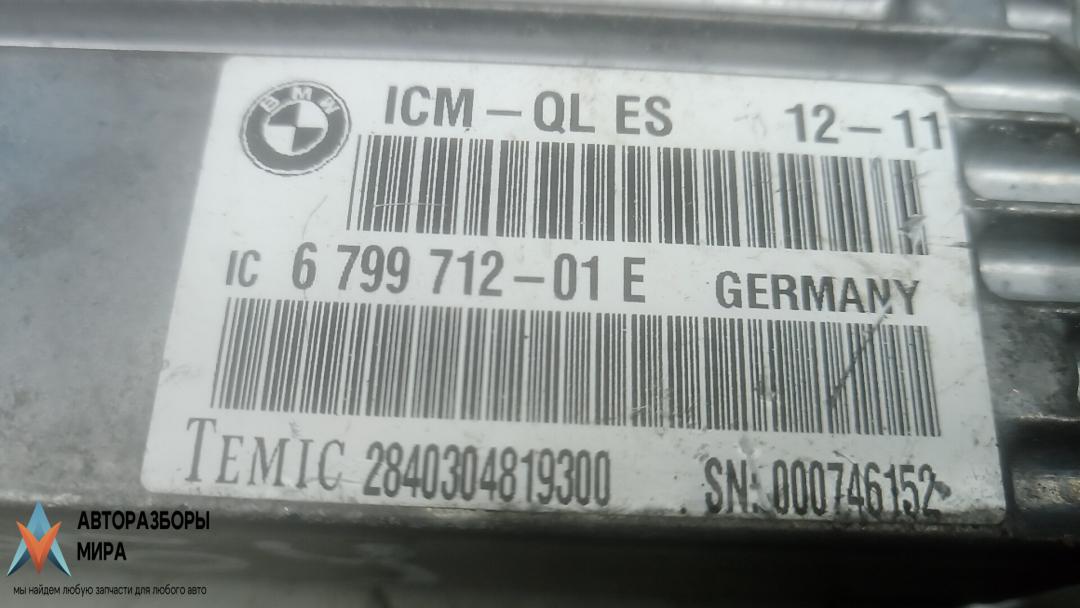 BMW
ICM-QL ES 12-11
IC 6 799 712-01 E GERMANY
TEMIC 2840304819300 SN: 000746152
АВТОРАЗБОРЫ
МИРА
мы найдем любую запчасти для любого авто